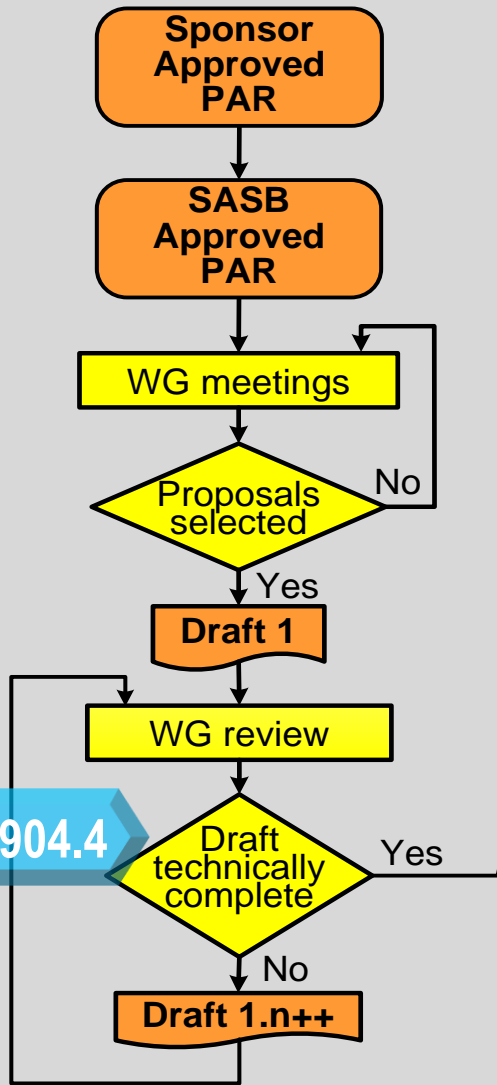 Sponsor
Approved
PAR
SASB
Approved
PAR
WG meetings
Proposals
selected
No
Yes
Draft 1
WG review
904.4
Draft
technically
complete
Yes
No
Draft 1.n++